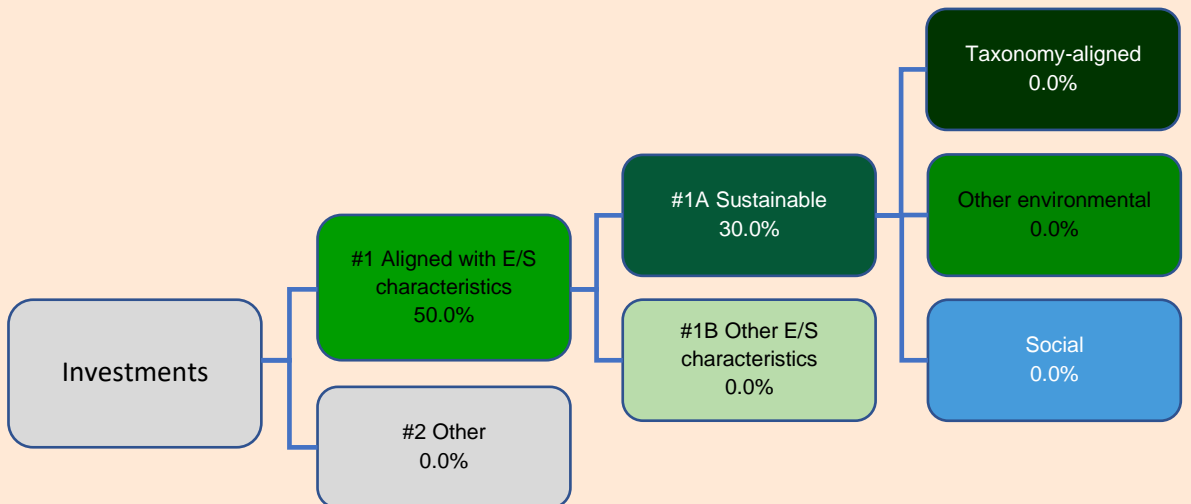 Investments
#1 Aligned with E/S
characteristics
50.0%
#2 Other
0.0%
#1A Sustainable
30.0%
#1B Other E/S
characteristics
0.0%
Taxonomy-aligned
0.0%
Other environmental
0.0%
Social
0.0%